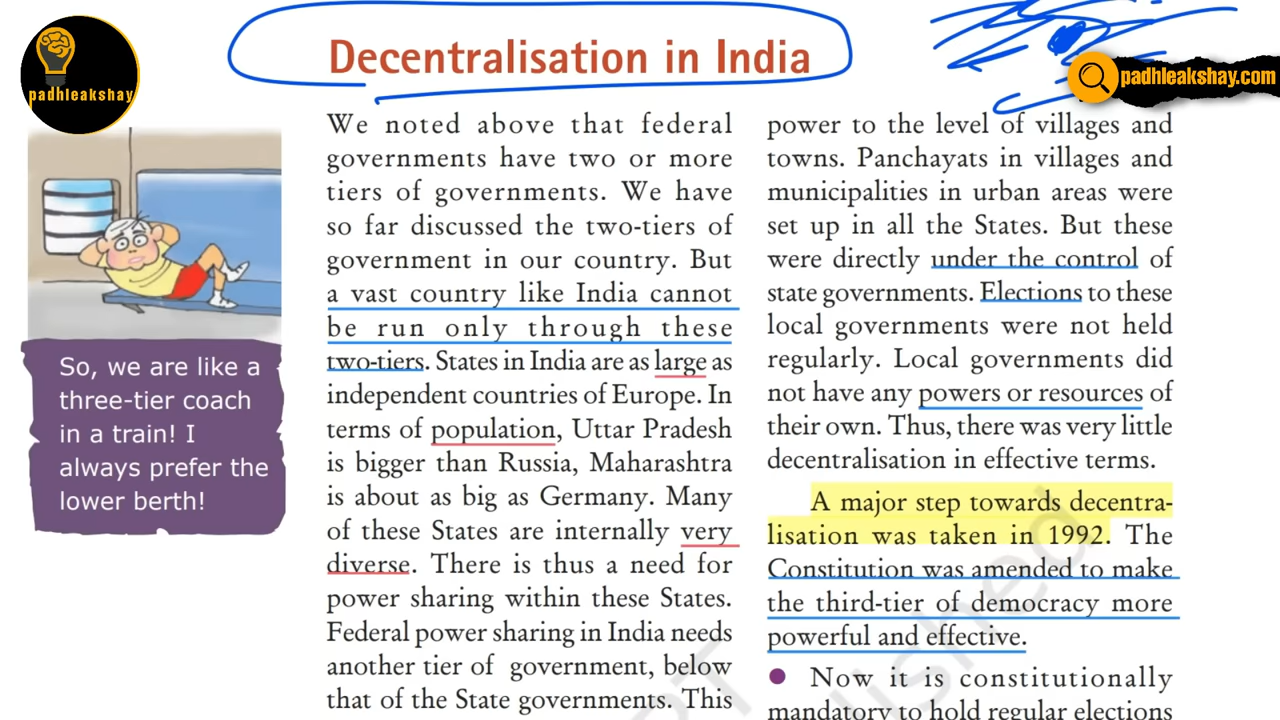 Decentralisation in India
padhleakshay
padhleakshay.com
So, we are like a
three-tier coach
in a train! I
always prefer the
lower berth!
We noted above that federal
governments have two or more
tiers of governments. We have
so far discussed the two-tiers of
government in our country. But
a vast country like India cannot
be run only through these
two-tiers. States in India are as large as
independent countries of Europe. In
terms of population, Uttar Pradesh
is bigger than Russia, Maharashtra
is about as big as Germany. Many
of these States are internally very
diverse. There is thus a need for
power sharing within these States.
Federal power sharing in India needs
another tier of government, below
that of the State governments. This
power to the level of villages and
towns. Panchayats in villages and
municipalities in urban areas were
set up in all the States. But these
were directly under the control of
state governments. Elections to these
local governments were not held
regularly. Local governments did
not have any powers or resources of
their own. Thus, there was very little
decentralisation in effective terms.
A major step towards decentra-
lisation was taken in 1992. The
Constitution was amended to make
the third-tier of democracy more
powerful and effective.
Now it is constitutionally
mandatory to hold regular elections